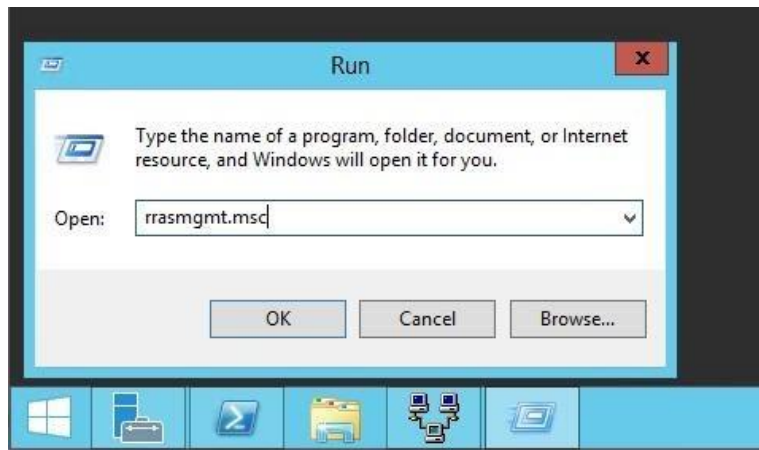 Run
x
Type the name of a program, folder, document, or Internet
resource, and Windows will open it for you.
Open:
rrasmgmt.msc
OK
Cancel
Browse...